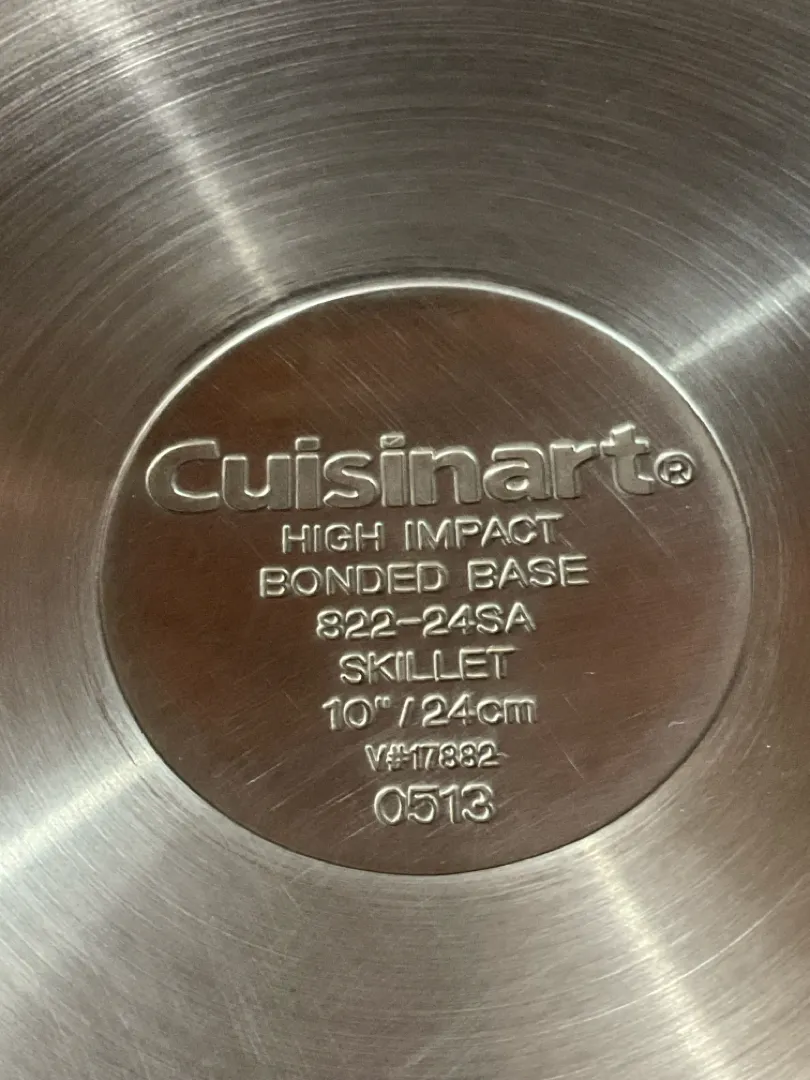 Cuisinart®
HIGH IMPACT
BONDED BASE
822-24SA
SKILLET
10"/24cm
V#17882
0513